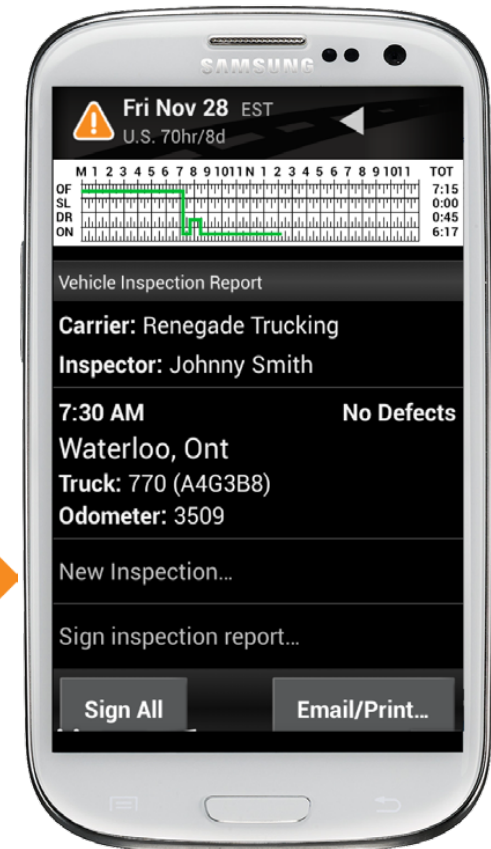 SAMSUNG
Fri Nov 28 EST
U.S. 70hr/8d
M 1 2 3 4 5 6 7 8 9 10 11 N 1 2 3 4 5 6 7 8 9 10 11 TOT
OF 7:15
SL 0:00
DR 0:45
ON 6:17
Vehicle Inspection Report
Carrier: Renegade Trucking
Inspector: Johnny Smith
7:30 AM No Defects
Waterloo, Ont
Truck: 770 (A4G3B8)
Odometer: 3509
New Inspection...
Sign inspection report...
Sign All Email/Print...